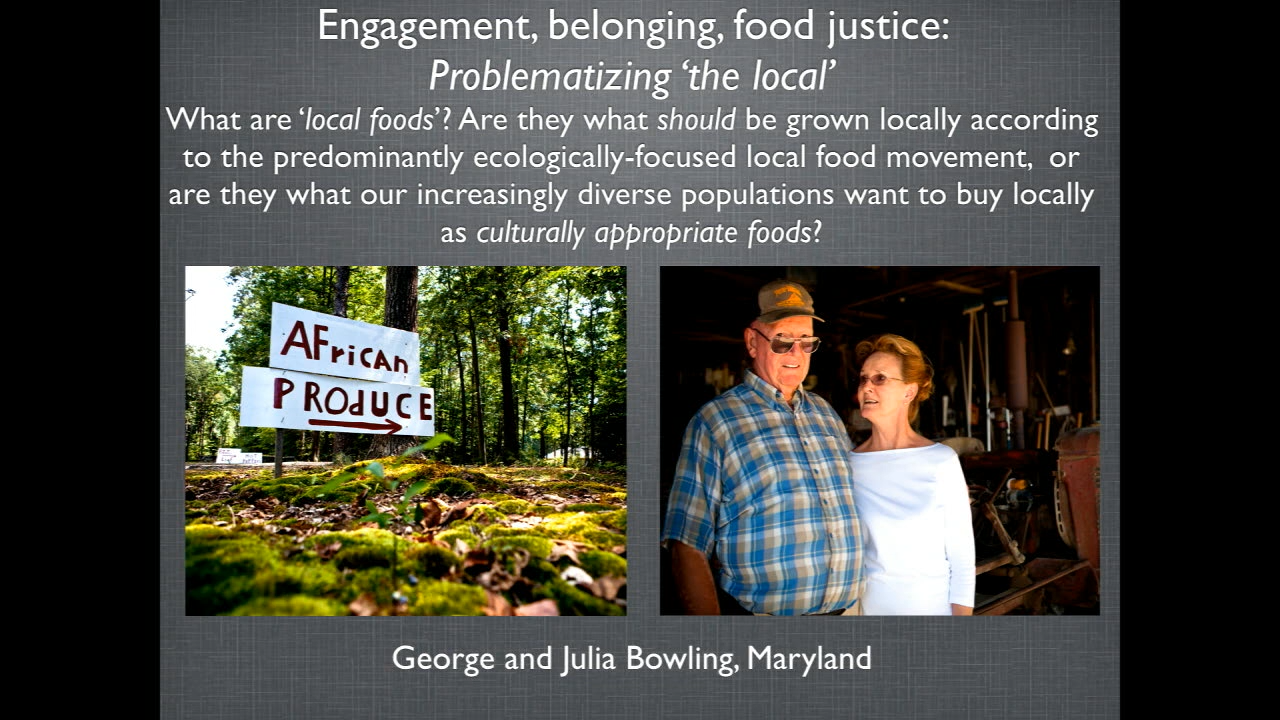 Engagement, belonging, food justice:
Problematizing ‘the local’
What are ‘local foods’? Are they what should be grown locally according
to the predominantly ecologically-focused local food movement, or
are they what our increasingly diverse populations want to buy locally
as culturally appropriate foods?
AFricAn
PROdUCE
George and Julia Bowling, Maryland